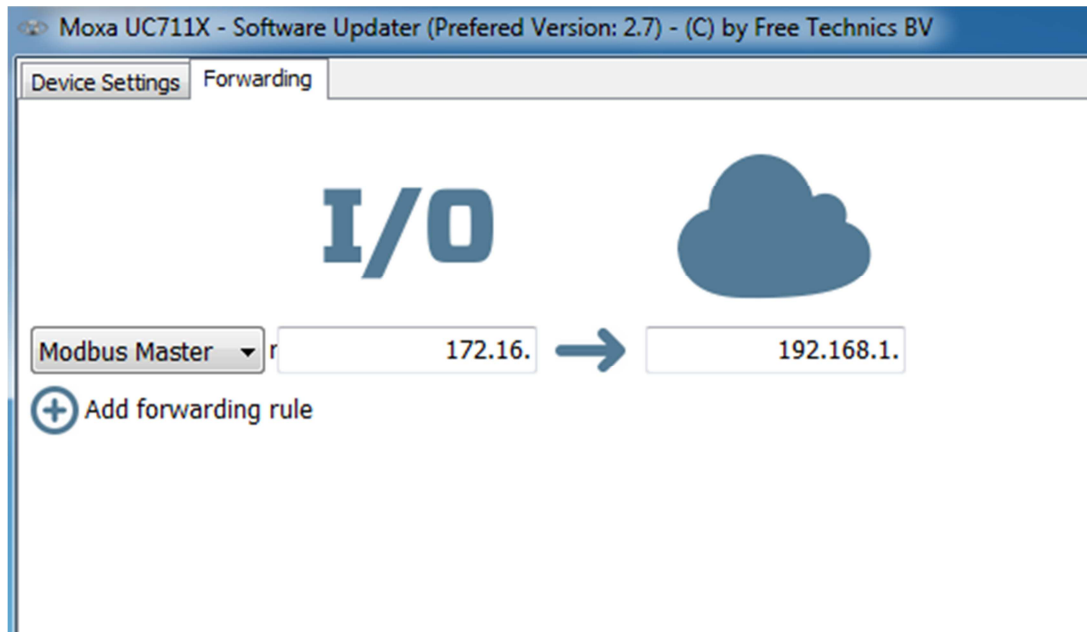 Moxa UC711X - Software Updater (Prefered Version: 2.7) - (C) by Free Technics BV
Device Settings Forwarding
I/O
Modbus Master r 172.16. 192.168.1.
Add forwarding rule